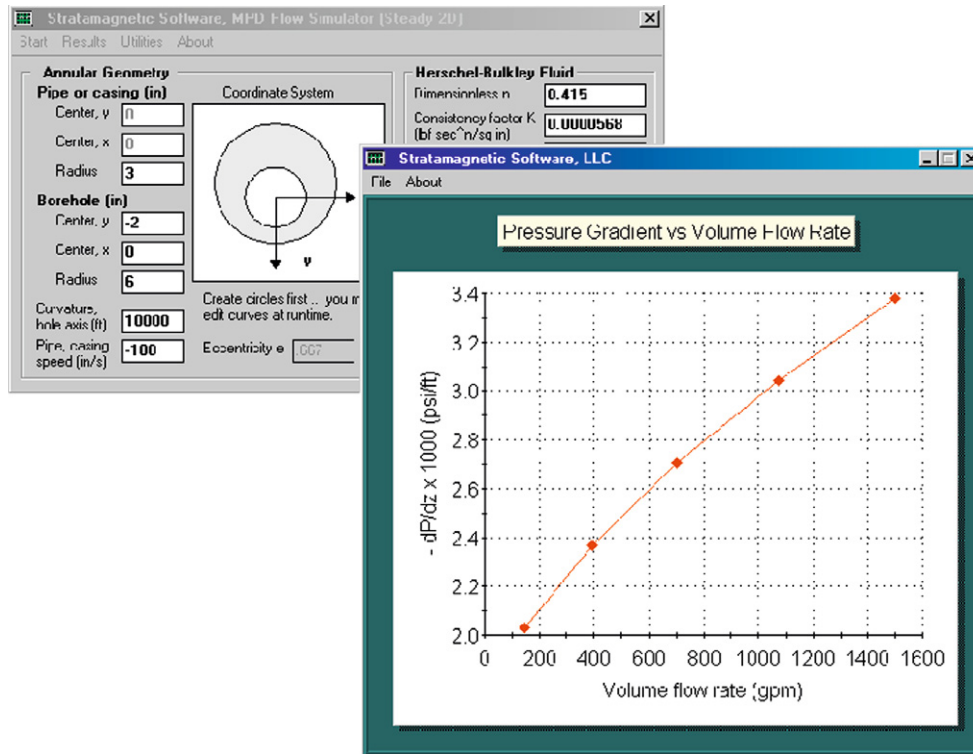 Stratamagnetic Software, MPD Flow Simulator (Steady 2D)
Start Results Utilities About
Annular Geometry
Pipe or casing (in)
Center, y 0
Center, x 0
Radius 3
Borehole (in)
Center, y -2
Center, x 0
Radius 6
Curvature,
hole axis (ft) 10000
Pipe, casing
speed (in/s) -100
Coordinate System
y
Create circles first ... you m
edit curves at runtime.
Eccentricity e .667
Herschel-Bulkley Fluid
Dimensionless n 0.415
Consistency factor K
(lbf sec^n/sq in) 0.0000568
Stratamagnetic Software, LLC
File About
Pressure Gradient vs Volume Flow Rate
- dP/dz x 1000 (psi/ft)
3.4
3.2
3.0
2.8
2.6
2.4
2.2
2.0
0 200 400 600 800 1000 1200 1400 1600
Volume flow rate (gpm)